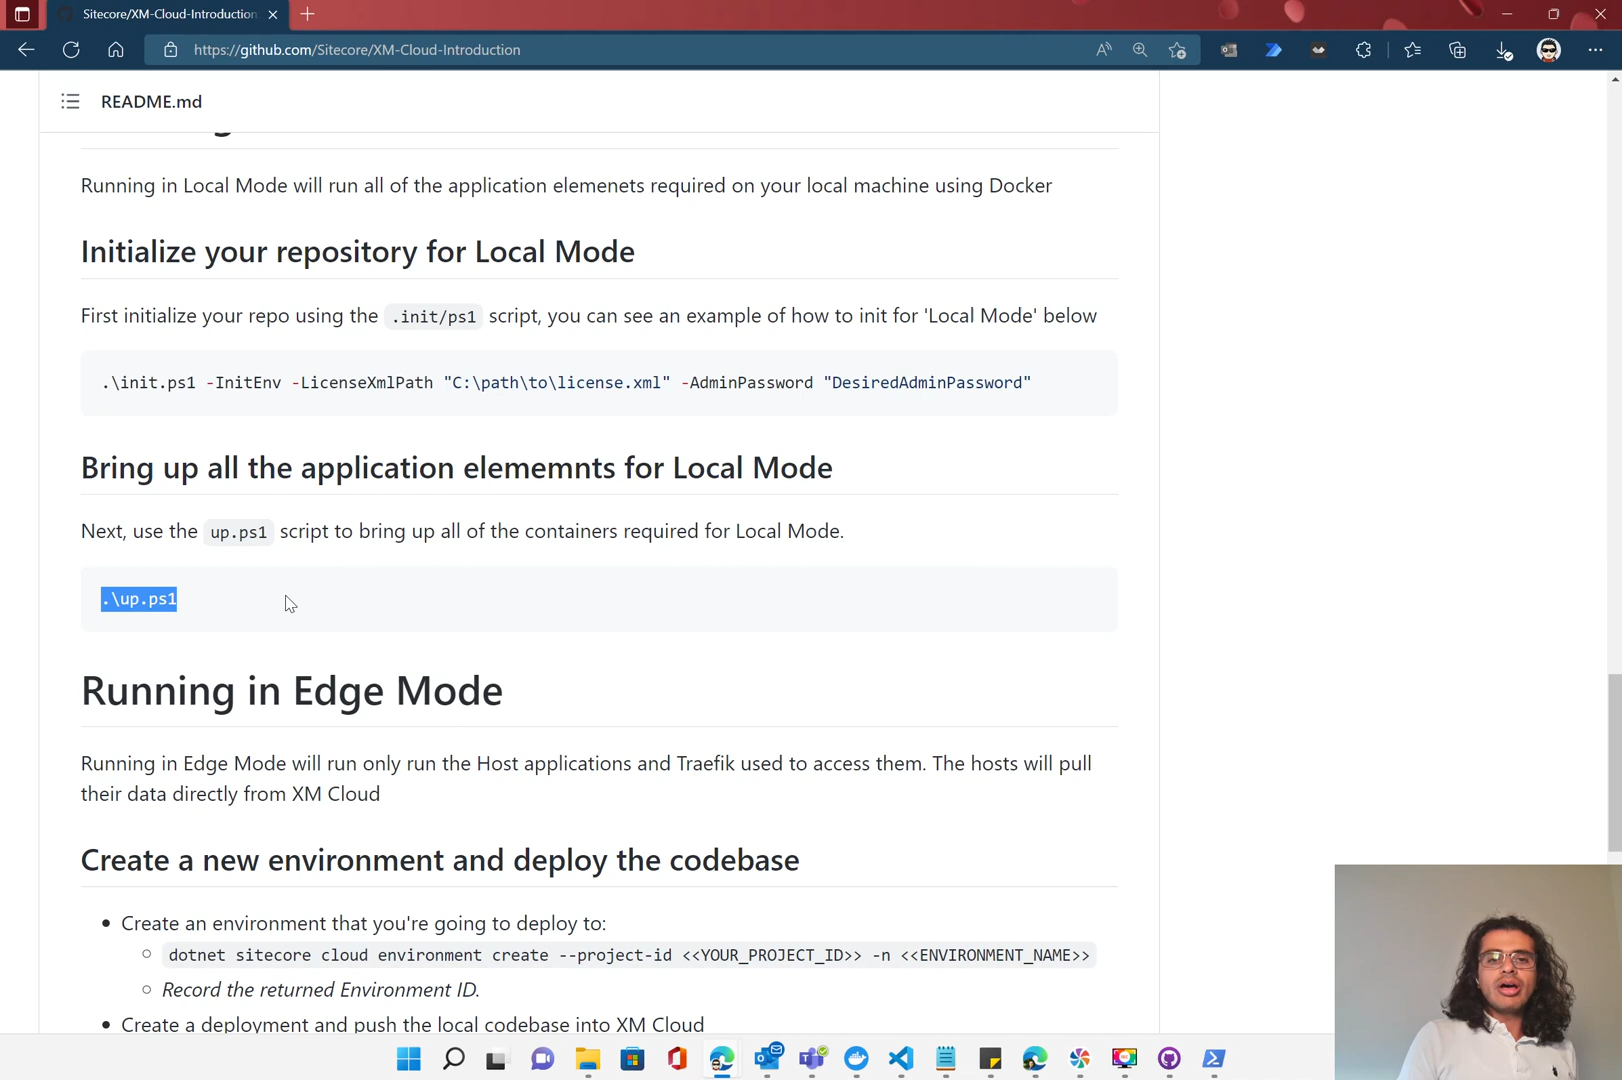 Sitecore/XM-Cloud-Introduction
https://github.com/Sitecore/XM-Cloud-Introduction
README.md
Running in Local Mode will run all of the application elemenets required on your local machine using Docker
Initialize your repository for Local Mode
First initialize your repo using the .init/ps1 script, you can see an example of how to init for 'Local Mode' below
.\init.ps1 -InitEnv -LicenseXmlPath "C:\path\to\license.xml" -AdminPassword "DesiredAdminPassword"
Bring up all the application elememnts for Local Mode
Next, use the up.ps1 script to bring up all of the containers required for Local Mode.
.\up.ps1
Running in Edge Mode
Running in Edge Mode will run only run the Host applications and Traefik used to access them. The hosts will pull
their data directly from XM Cloud
Create a new environment and deploy the codebase
Create an environment that you're going to deploy to:
dotnet sitecore cloud environment create --project-id <<YOUR_PROJECT_ID>> -n <<ENVIRONMENT_NAME>>
Record the returned Environment ID.
Create a deployment and push the local codebase into XM Cloud